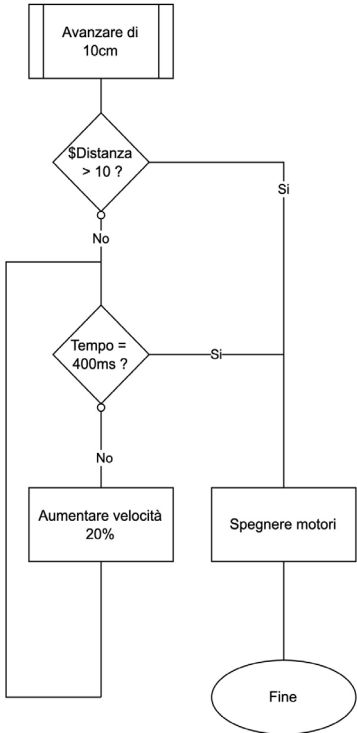 Avanzare di
10cm
$Distanza
> 10 ?
Si
No
Tempo =
400ms ?
Si
No
Aumentare velocità
20%
Spegnere motori
Fine